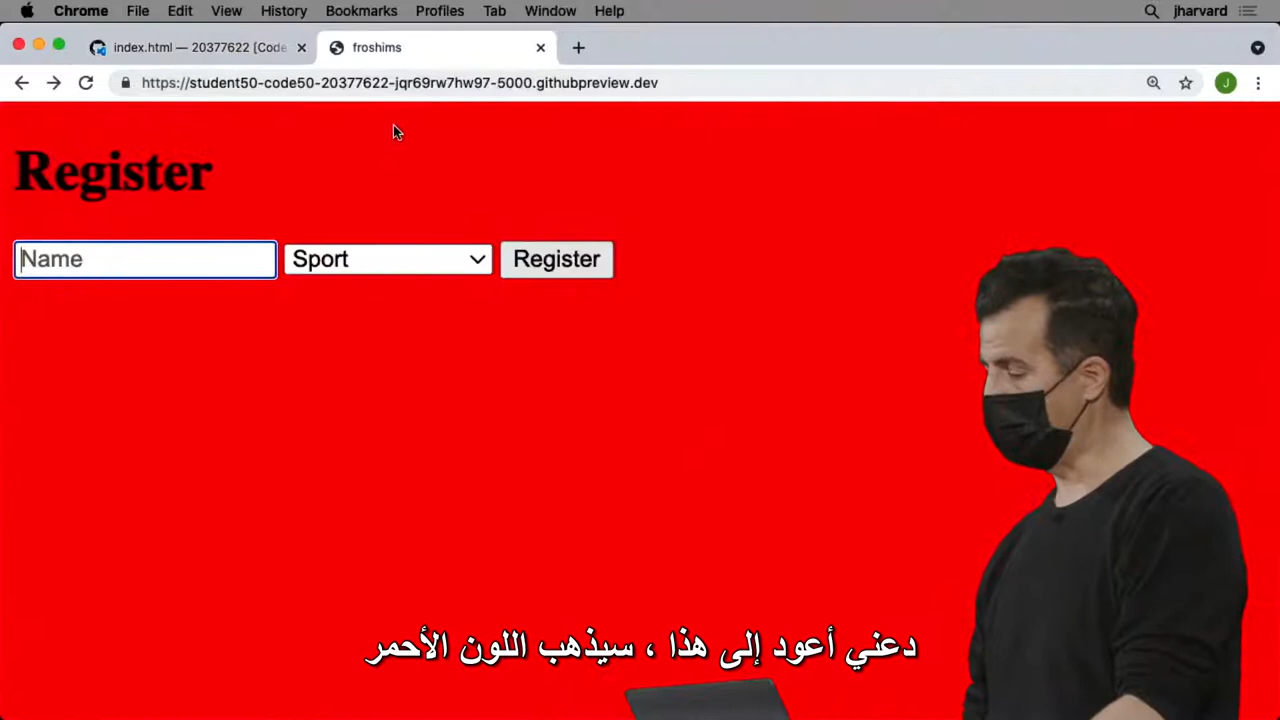 Chrome File Edit View History Bookmarks Profiles Tab Window Help jharvard
index.html — 20377622 [Code froshims
https://student50-code50-20377622-jqr69rw7hw97-5000.githubpreview.dev J
Register
Name Sport Register
دعني أعود إلى هذا ، سيذهب اللون الأحمر